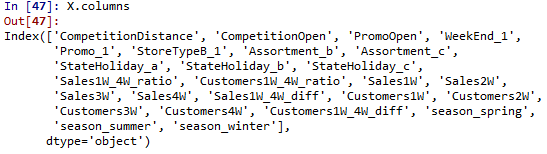 In [47]: X.columns
Out[47]:
Index(['CompetitionDistance', 'CompetitionOpen', 'PromoOpen', 'WeekEnd_1',
'Promo_1', 'StoreTypeB_1', 'Assortment_b', 'Assortment_c',
'StateHoliday_a', 'StateHoliday_b', 'StateHoliday_c',
'Sales1W_4W_ratio', 'Customers1W_4W_ratio', 'Sales1W', 'Sales2W',
'Sales3W', 'Sales4W', 'Sales1W_4W_diff', 'Customers1W', 'Customers2W',
'Customers3W', 'Customers4W', 'Customers1W_4W_diff', 'season_spring',
'season_summer', 'season_winter'],
dtype='object')